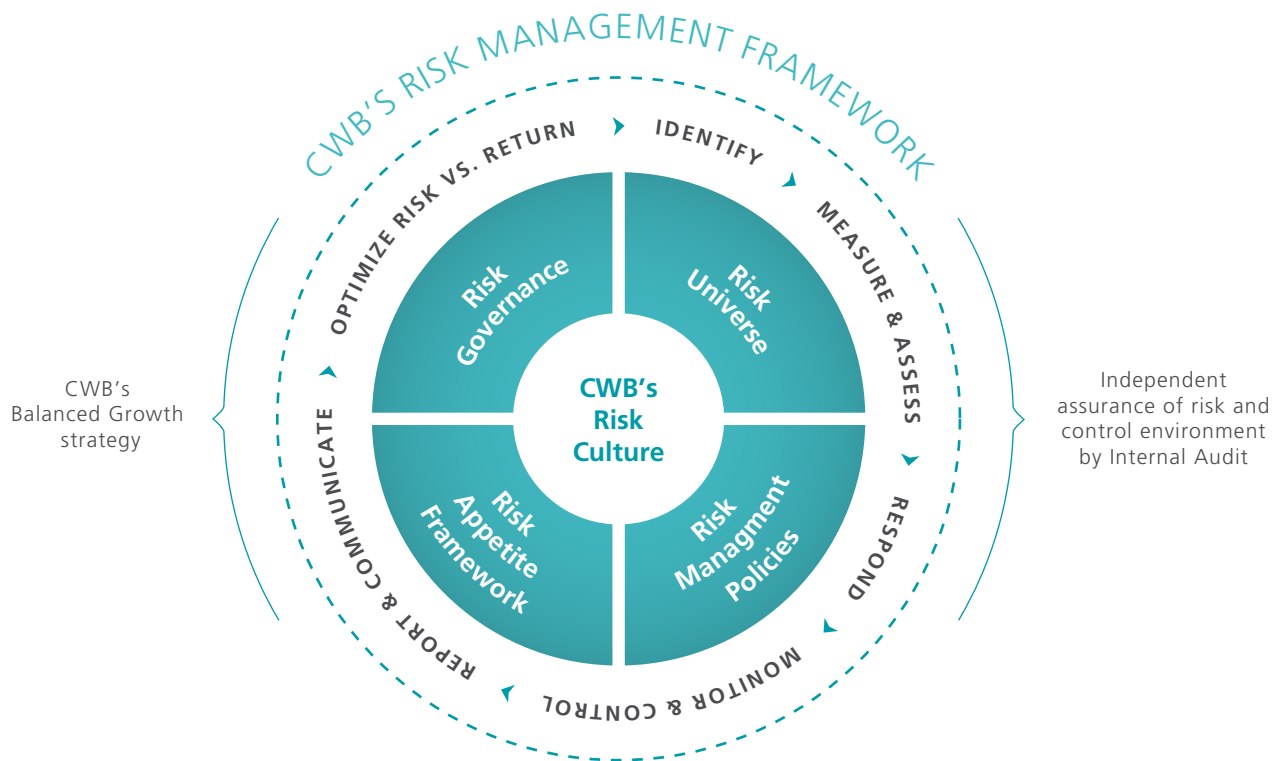 CWB'S RISK MANAGEMENT FRAMEWORK
OPTIMIZE RISK VS. RETURN
IDENTIFY
MEASURE & ASSESS
RESPOND
MONITOR & CONTROL
REPORT & COMMUNICATE
Risk
Governance
Risk
Universe
CWB's
Risk
Culture
Risk
Appetite
Framework
Risk
Managment
Policies
CWB's
Balanced Growth
strategy
Independent
assurance of risk and
control environment
by Internal Audit